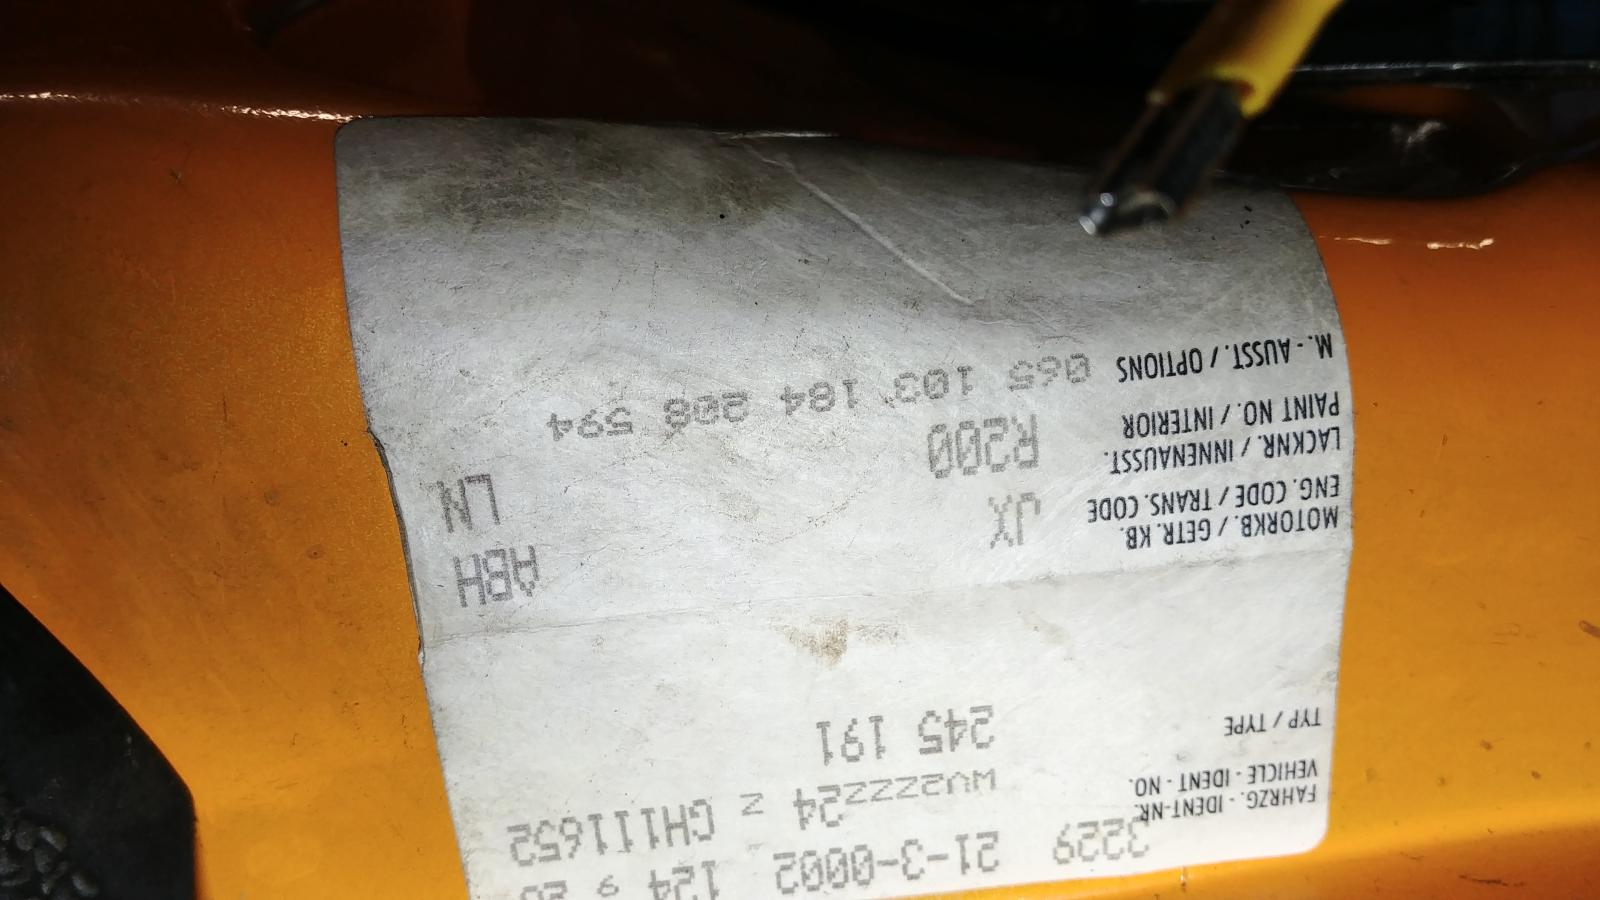 3229 21-3-0002 124
FAHRZG. - IDENT-NR.
VEHICLE - IDENT - NO. WV2ZZZ24 Z GH111652
TYP / TYPE 245 191
MOTORKB. / GETR. KB.
ENG. CODE / TRANS. CODE JX ABH
LACKNR. / INNENAUSST.
PAINT NO. / INTERIOR R200 LN
M. - AUSST. / OPTIONS 065 103 184 208 594